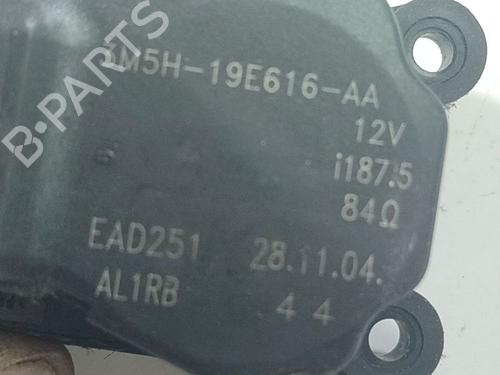 B-PARTS
3M5H-19E616-AA
12V
i187.5
84Ω
EAD251 28.11.04.
AL1RB 4 4